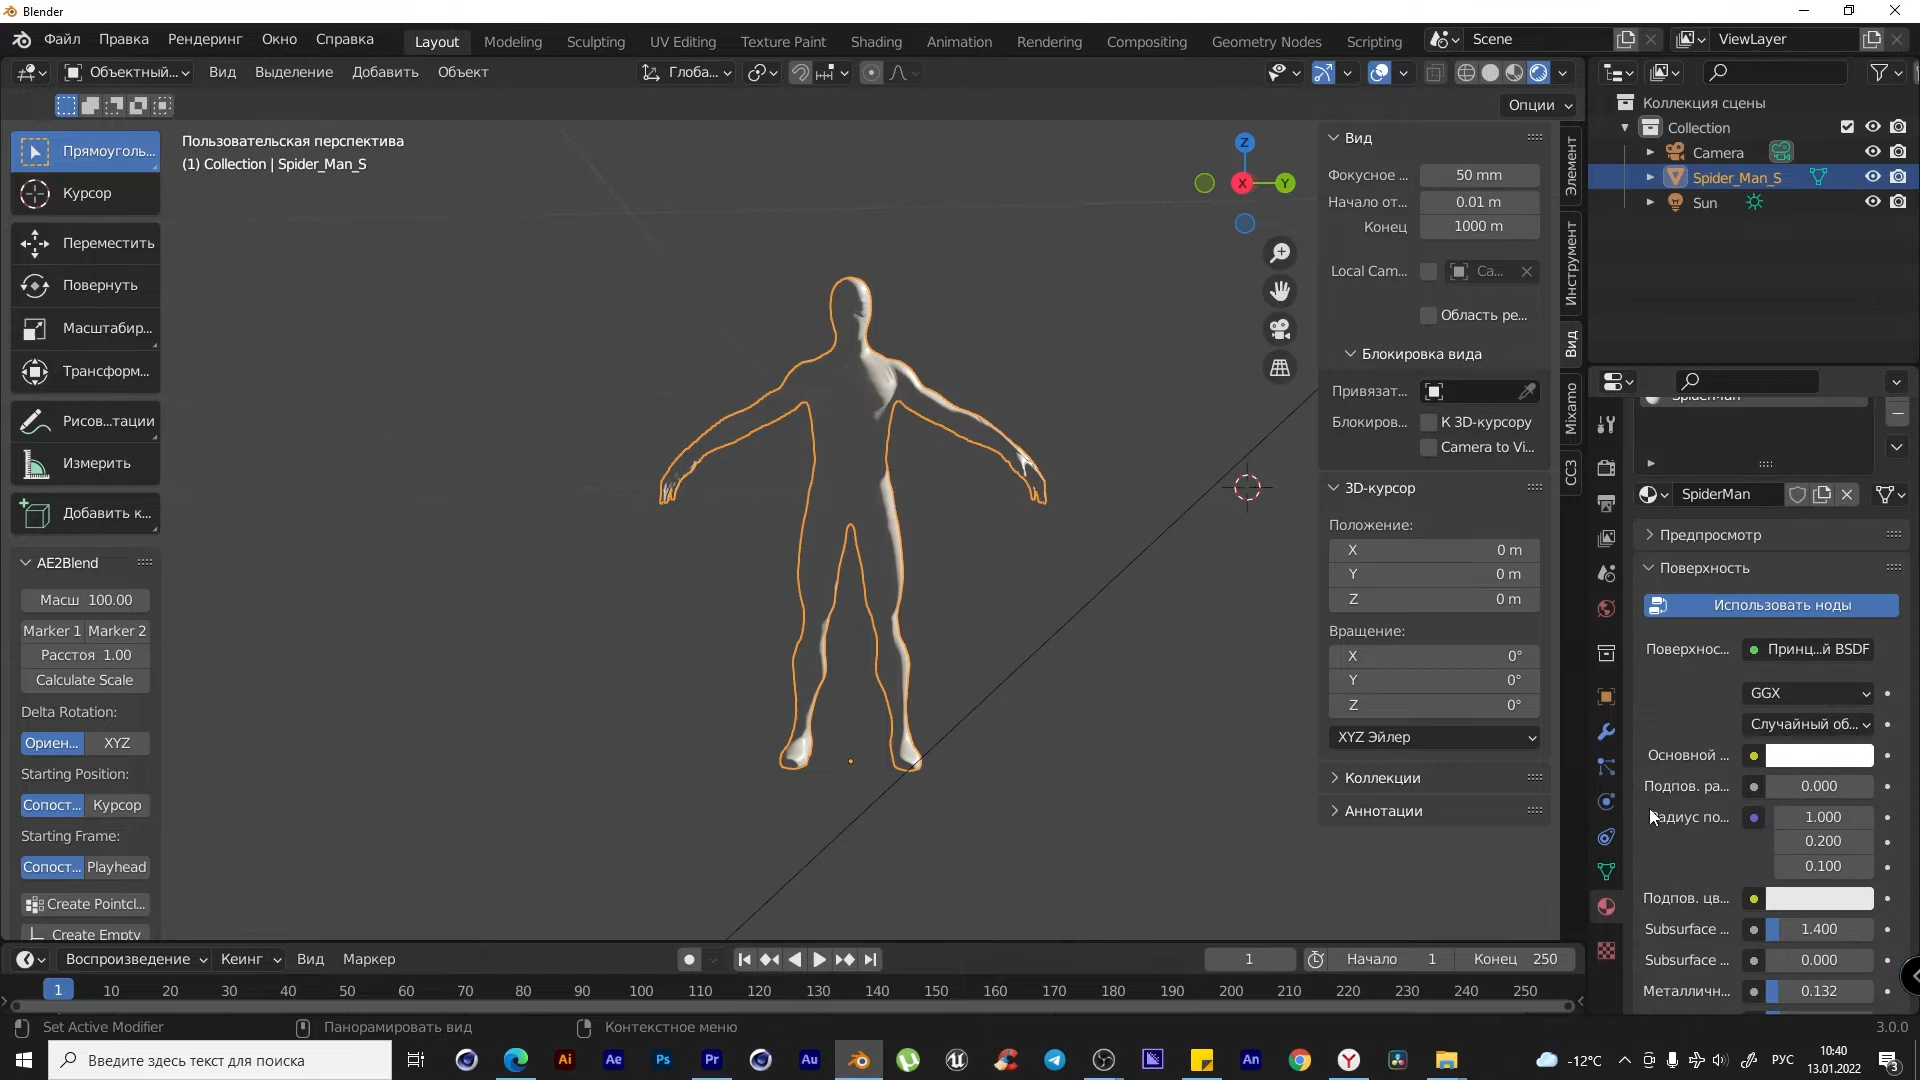 Blender
Файл Правка Рендеринг Окно Справка
Layout Modeling Sculpting UV Editing Texture Paint Shading Animation Rendering Compositing Geometry Nodes Scripting
Scene
ViewLayer
Объектный... Вид Выделение Добавить Объект
Глоба...
Опции
Прямоуголь...
Курсор
Переместить
Повернуть
Масштабир...
Трансформ...
Рисов...тации
Измерить
Добавить к...
AE2Blend
Масш 100.00
Marker 1 Marker 2
Расстоя 1.00
Calculate Scale
Delta Rotation:
Ориен... XYZ
Starting Position:
Сопост... Курсор
Starting Frame:
Сопост... Playhead
Create Pointcl...
Create Empty
Пользовательская перспектива
(1) Collection | Spider_Man_S
Z
X
Y
Вид
Фокусное ... 50 mm
Начало от... 0.01 m
Конец 1000 m
Local Cam... Ca...
Область ре...
Блокировка вида
Привязат...
Блокиров... К 3D-курсору
Camera to Vi...
3D-курсор
Положение:
X 0 m
Y 0 m
Z 0 m
Вращение:
X 0°
Y 0°
Z 0°
XYZ Эйлер
Коллекции
Аннотации
Элемент
Инструмент
Вид
Mixamo
CC3
Коллекция сцены
Collection
Camera
Spider_Man_S
Sun
SpiderMan
SpiderMan
Предпросмотр
Поверхность
Использовать ноды
Поверхнос... Принц...й BSDF
GGX
Случайный об...
Основной ...
Подпов. ра... 0.000
адиус по... 1.000
0.200
0.100
Подпов. цв...
Subsurface ... 1.400
Subsurface ... 0.000
Металличн... 0.132
Воспроизведение Кеинг Вид Маркер
1 Начало 1 Конец 250
1 10 20 30 40 50 60 70 80 90 100 110 120 130 140 150 160 170 180 190 200 210 220 230 240 250
Set Active Modifier Панорамировать вид Контекстное меню 3.0.0
Введите здесь текст для поиска
Ai Ae Ps Pr Au An
-12°C
РУС
10:40
13.01.2022
3